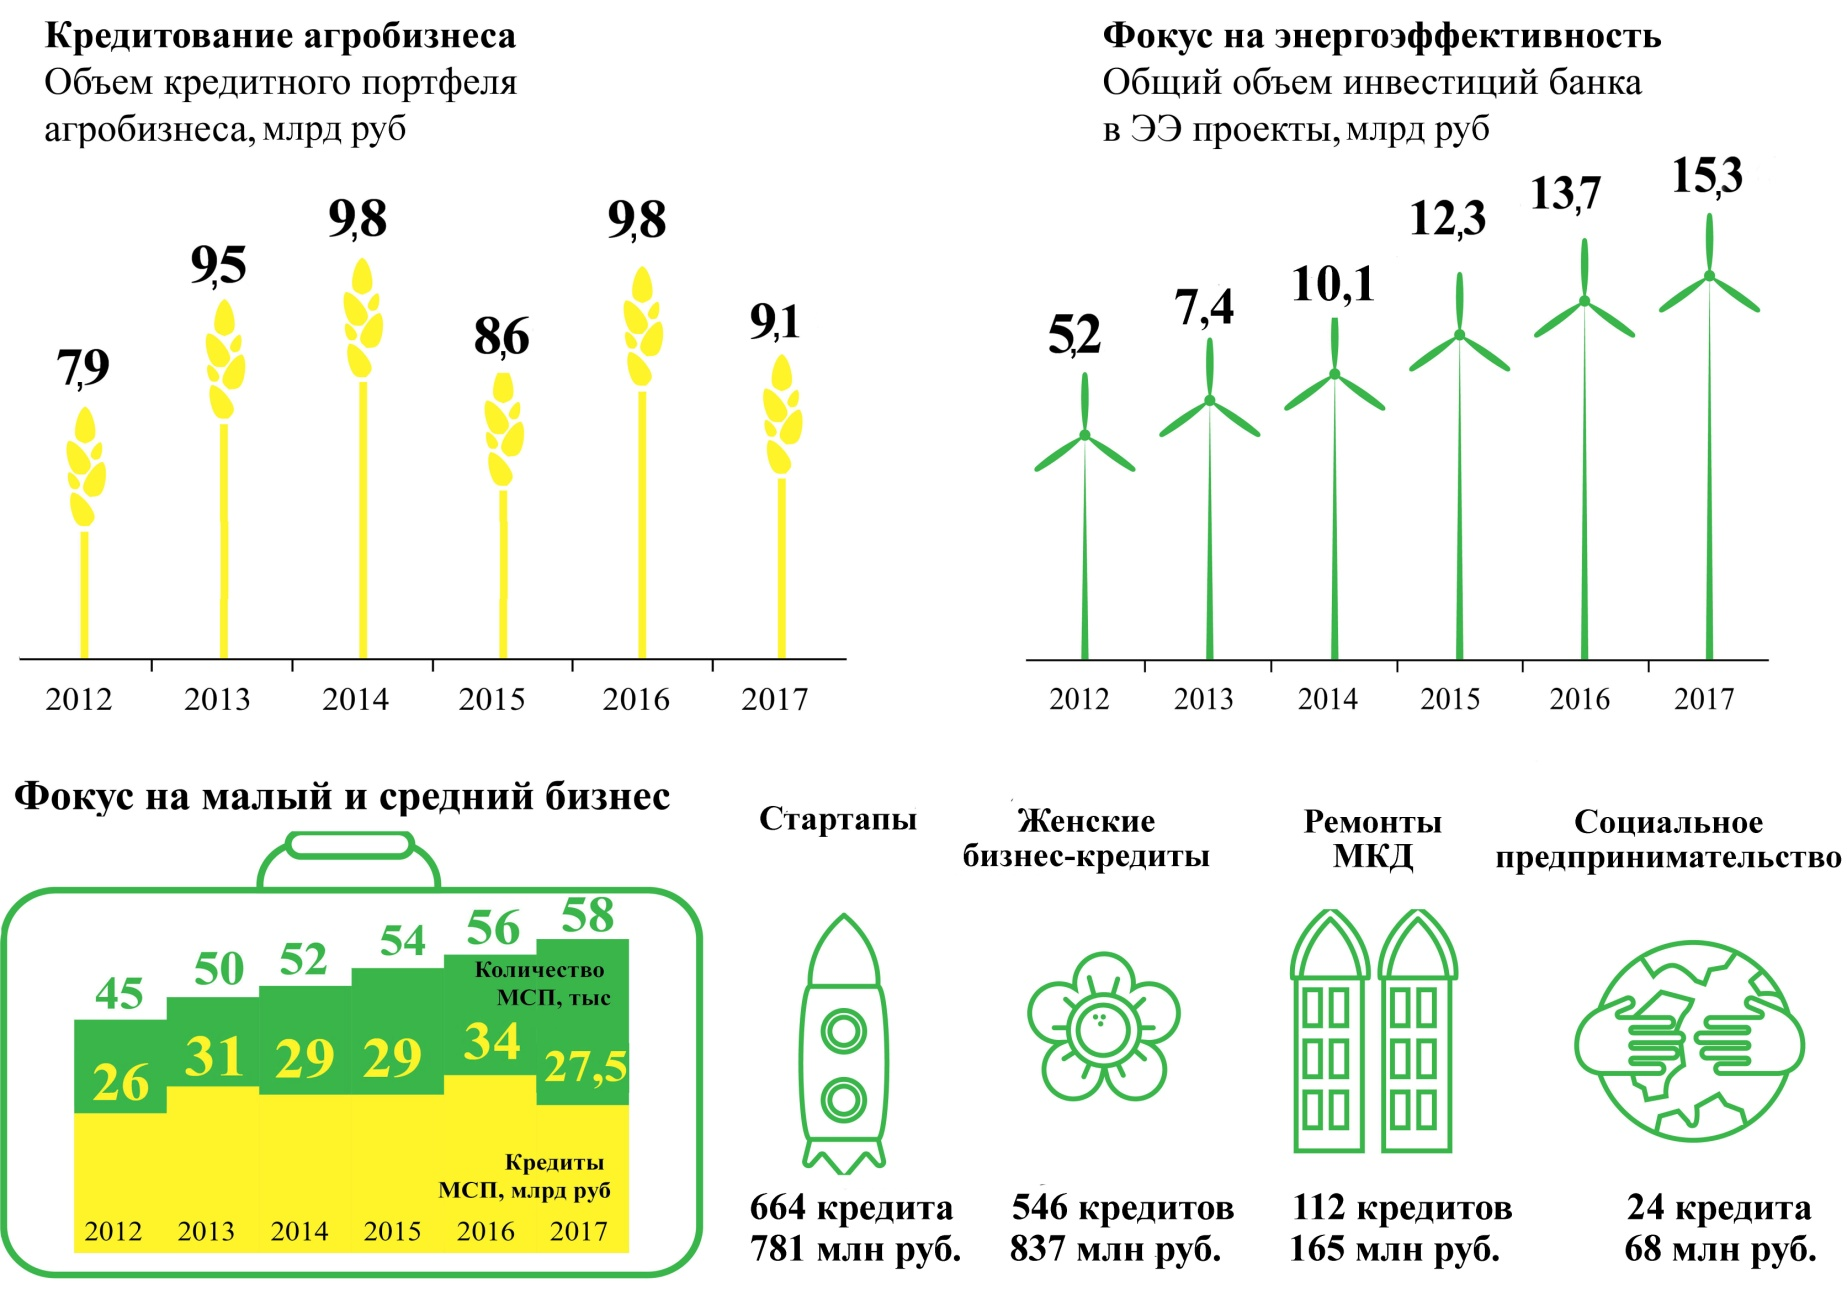 Кредитование агробизнеса
Объем кредитного портфеля
агробизнеса, млрд руб
7,9
9,5
9,8
8,6
9,8
9,1
2012
2013
2014
2015
2016
2017
Фокус на энергоэффективность
Общий объем инвестиций банка
в ЭЭ проекты, млрд руб
5,2
7,4
10,1
12,3
13,7
15,3
2012
2013
2014
2015
2016
2017
Фокус на малый и средний бизнес
45
50
52
54
56
58
Количество
МСП, тыс
26
31
29
29
34
27,5
Кредиты
МСП, млрд руб
2012
2013
2014
2015
2016
2017
Стартапы
664 кредита
781 млн руб.
Женские
бизнес-кредиты
546 кредитов
837 млн руб.
Ремонты
МКД
112 кредитов
165 млн руб.
Социальное
предпринимательство
24 кредита
68 млн руб.